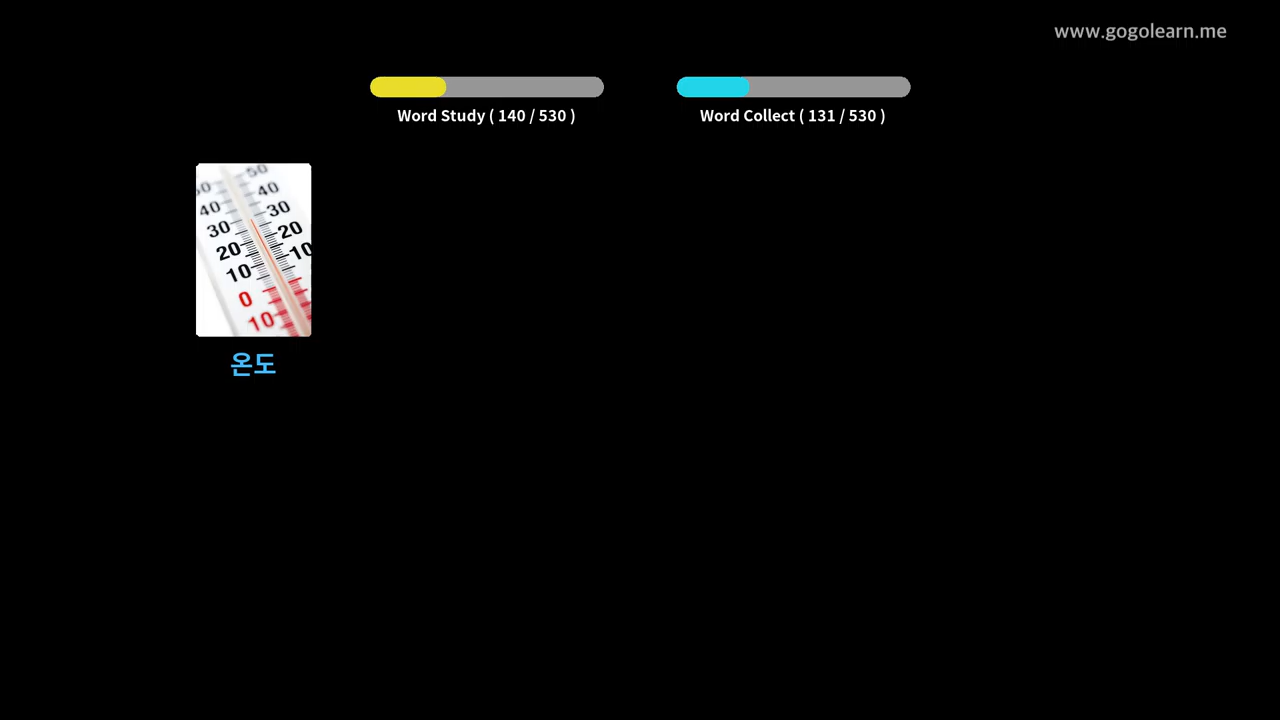 www.gogolearn.me
Word Study ( 140 / 530 )
Word Collect ( 131 / 530 )
50
40
40
30
30
20
20
10
10
0
10
온도